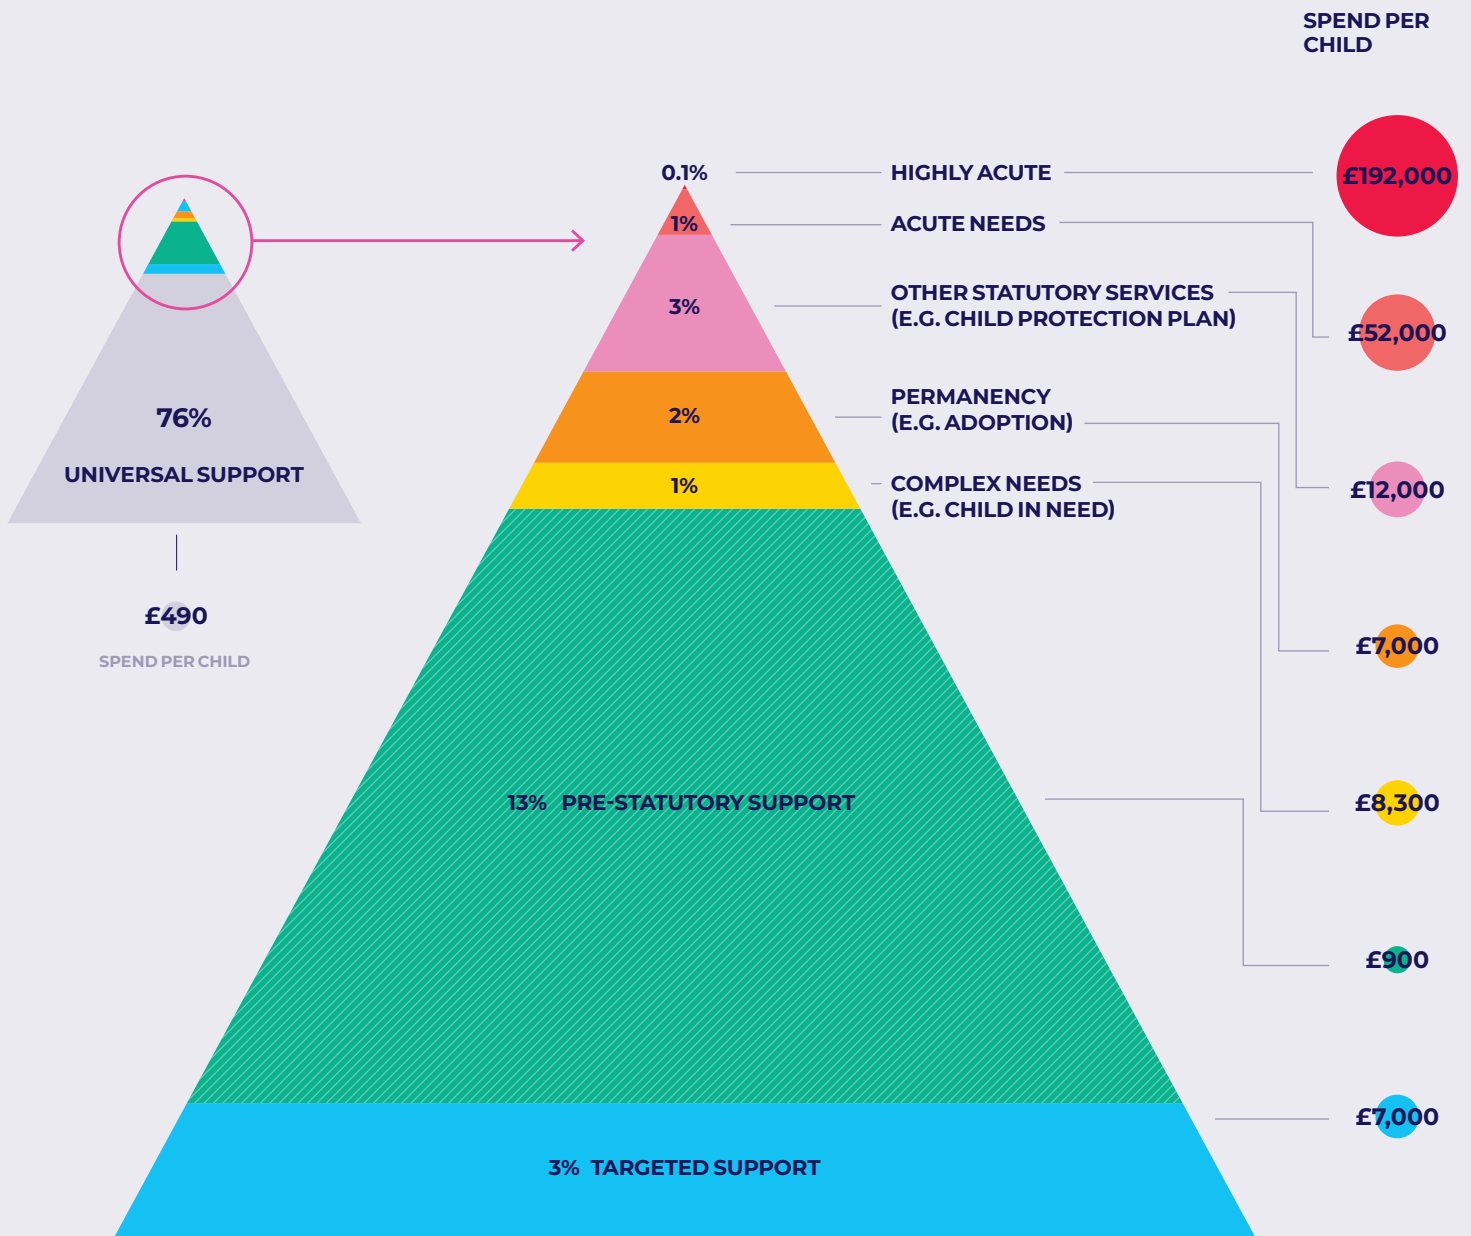 SPEND PER
CHILD
0.1%
HIGHLY ACUTE
£192,000
1%
ACUTE NEEDS
£52,000
3%
OTHER STATUTORY SERVICES
(E.G. CHILD PROTECTION PLAN)
£12,000
2%
PERMANENCY
(E.G. ADOPTION)
£7,000
1%
COMPLEX NEEDS
(E.G. CHILD IN NEED)
£8,300
13% PRE-STATUTORY SUPPORT
£900
3% TARGETED SUPPORT
£7,000
76%
UNIVERSAL SUPPORT
£490
SPEND PER CHILD